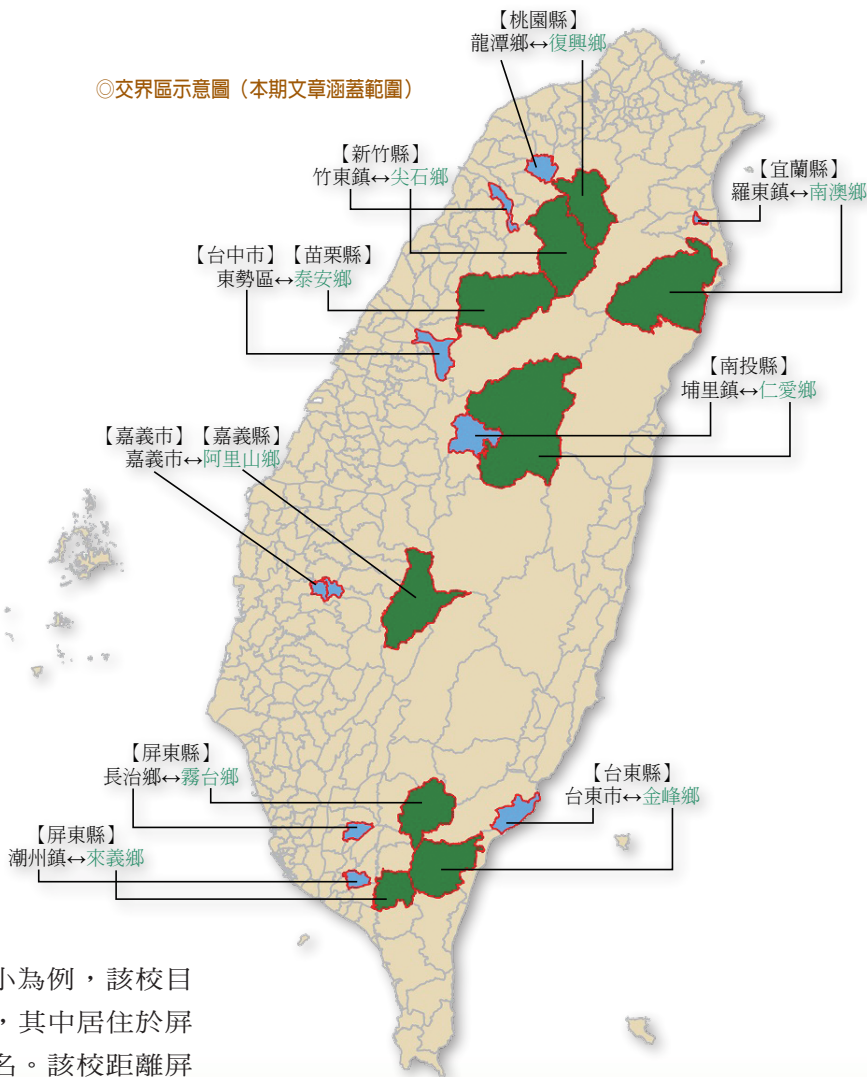 【桃園縣】
龍潭鄉↔復興鄉
◎交界區示意圖（本期文章涵蓋範圍）
【新竹縣】
竹東鎮↔尖石鄉
【宜蘭縣】
羅東鎮↔南澳鄉
【台中市】【苗栗縣】
東勢區↔泰安鄉
【南投縣】
埔里鎮↔仁愛鄉
【嘉義市】【嘉義縣】
嘉義市↔阿里山鄉
【屏東縣】
長治鄉↔霧台鄉
【台東縣】
台東市↔金峰鄉
【屏東縣】
潮州鎮↔來義鄉
小為例，該校目
，其中居住於屏
名。該校距離屏